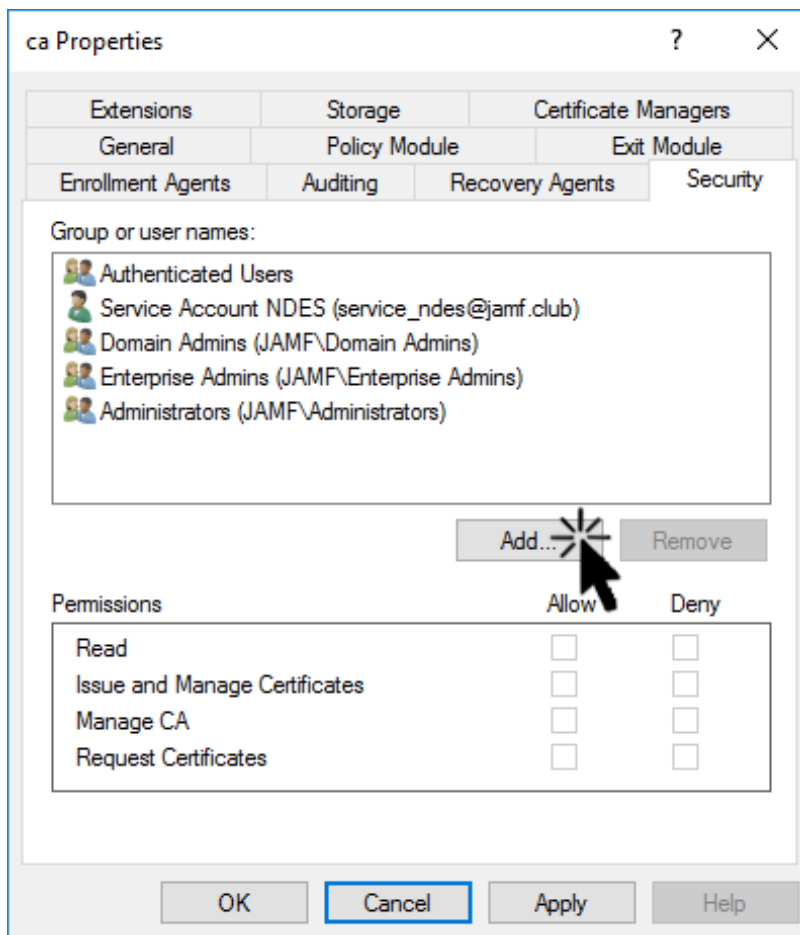 ca Properties ? X
Extensions Storage Certificate Managers
General Policy Module Exit Module
Enrollment Agents Auditing Recovery Agents Security
Group or user names:
Authenticated Users
Service Account NDES (service_ndes@jamf.club)
Domain Admins (JAMF\Domain Admins)
Enterprise Admins (JAMF\Enterprise Admins)
Administrators (JAMF\Administrators)
Add... Remove
Permissions Allow Deny
Read
Issue and Manage Certificates
Manage CA
Request Certificates
OK Cancel Apply Help